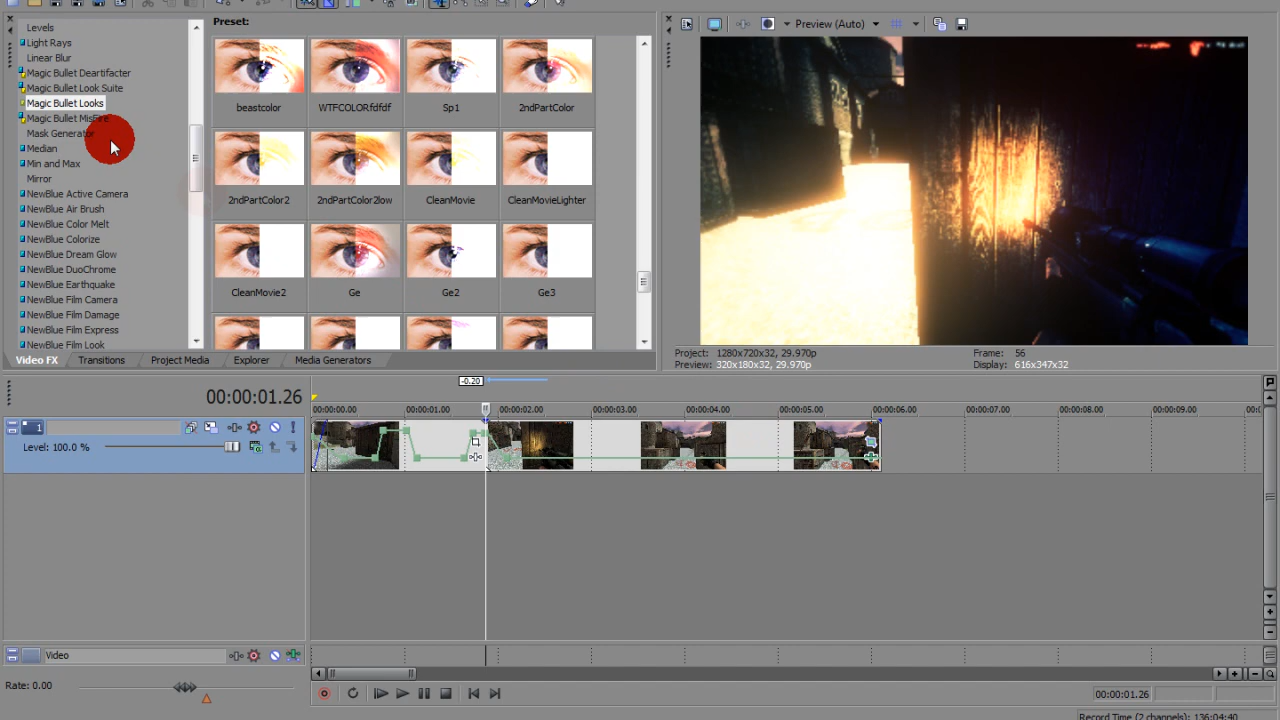 Levels
Light Rays
Linear Blur
Magic Bullet Deartifacter
Magic Bullet Look Suite
Magic Bullet Looks
Magic Bullet MisFire
Mask Generator
Median
Min and Max
Mirror
NewBlue Active Camera
NewBlue Air Brush
NewBlue Color Melt
NewBlue Colorize
NewBlue Dream Glow
NewBlue DuoChrome
NewBlue Earthquake
NewBlue Film Camera
NewBlue Film Damage
NewBlue Film Express
NewBlue Film Look
Preset:
beastcolor
WTFCOLORfdfdf
Sp1
2ndPartColor
2ndPartColor2
2ndPartColor2low
CleanMovie
CleanMovieLighter
CleanMovie2
Ge
Ge2
Ge3
Video FX
Transitions
Project Media
Explorer
Media Generators
Preview (Auto)
Project: 1280x720x32, 29.970p
Preview: 320x180x32, 29.970p
Frame: 56
Display: 616x347x32
00:00:01.26
-0.20
00:00:00.00
00:00:01.00
00:00:02.00
00:00:03.00
00:00:04.00
00:00:05.00
00:00:06.00
00:00:07.00
00:00:08.00
00:00:09.00
1
Level: 100.0 %
Video
Rate: 0.00
00:00:01.26
Record Time (2 channels): 136:04:40